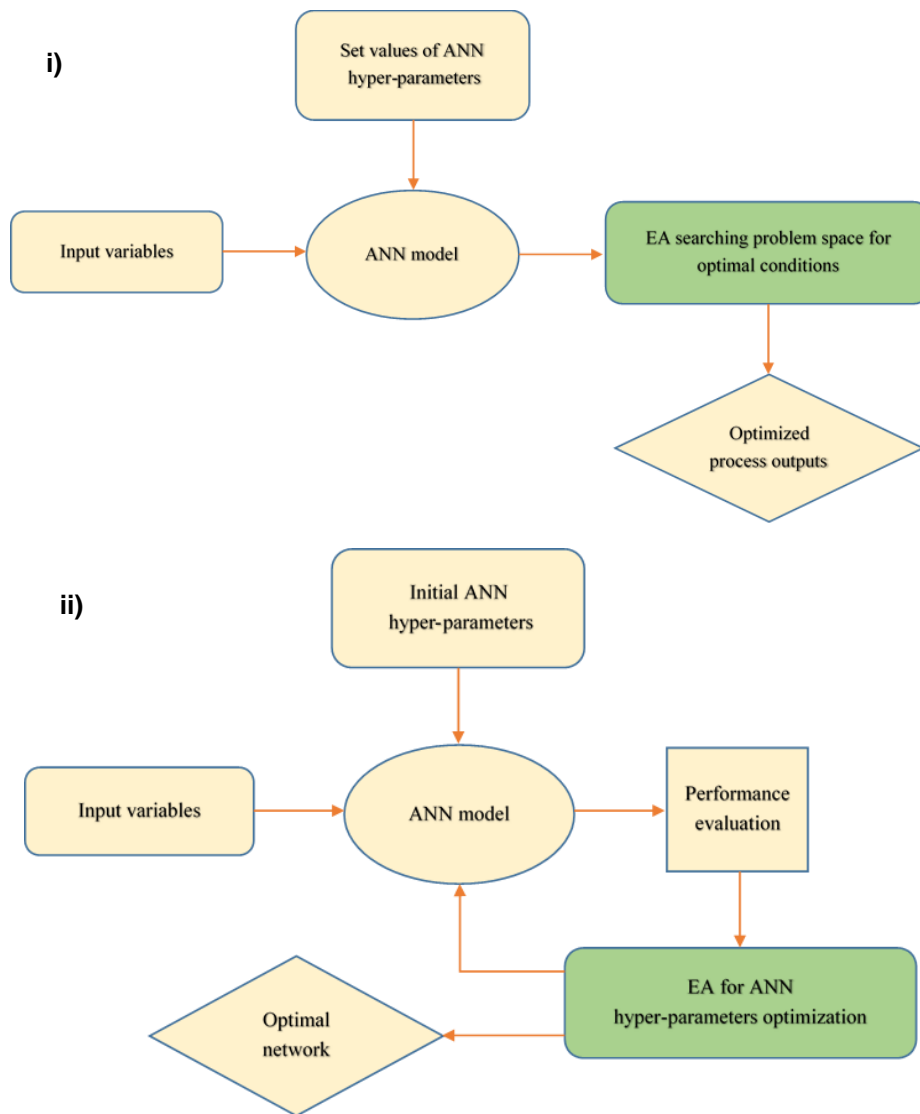 i)
Set values of ANN
hyper-parameters
Input variables
ANN model
EA searching problem space for
optimal conditions
Optimized
process outputs
ii)
Initial ANN
hyper-parameters
Input variables
ANN model
Performance
evaluation
EA for ANN
hyper-parameters optimization
Optimal
network